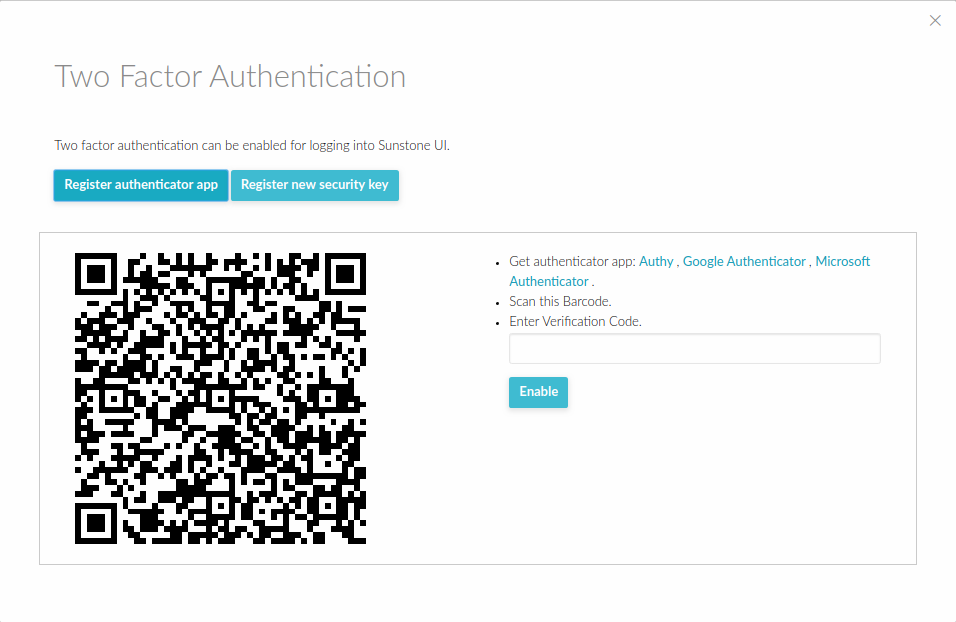 Two Factor Authentication
Two factor authentication can be enabled for logging into Sunstone UI.
Register authenticator app
Register new security key
Get authenticator app: Authy , Google Authenticator , Microsoft
Authenticator .
Scan this Barcode.
Enter Verification Code.
Enable